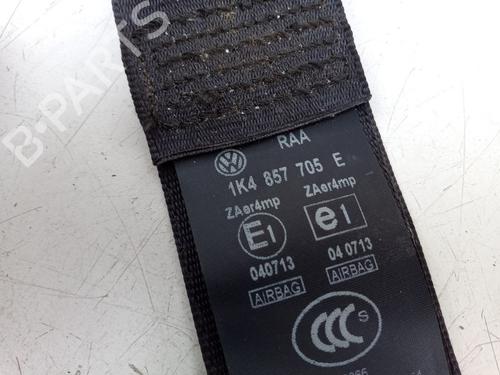 B-PARTS
RAA
1K4 857 705 E
ZAer4mp ZAer4mp
E1 e1
040713 04 0713
AIRBAG AIRBAG
CCC S